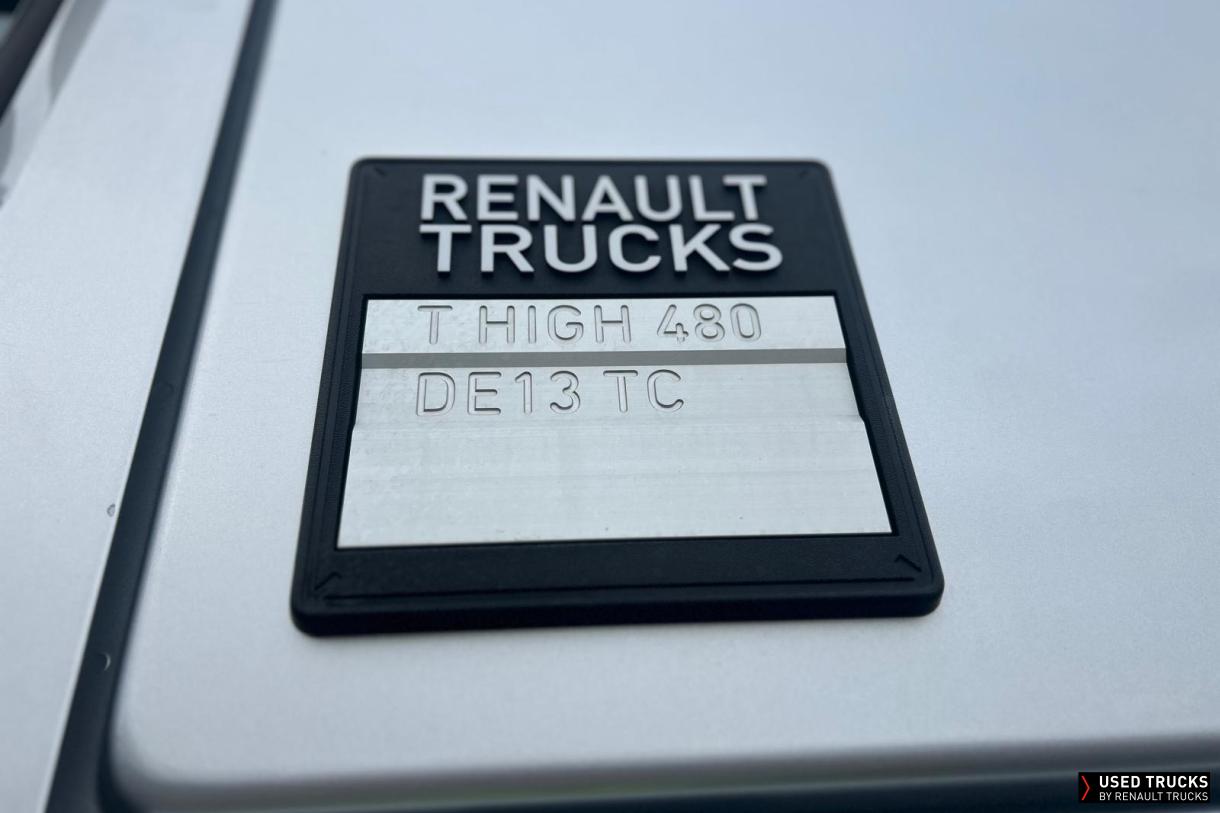 RENAULT
TRUCKS
T HIGH 480
DE13 TC
USED TRUCKS
BY RENAULT TRUCKS